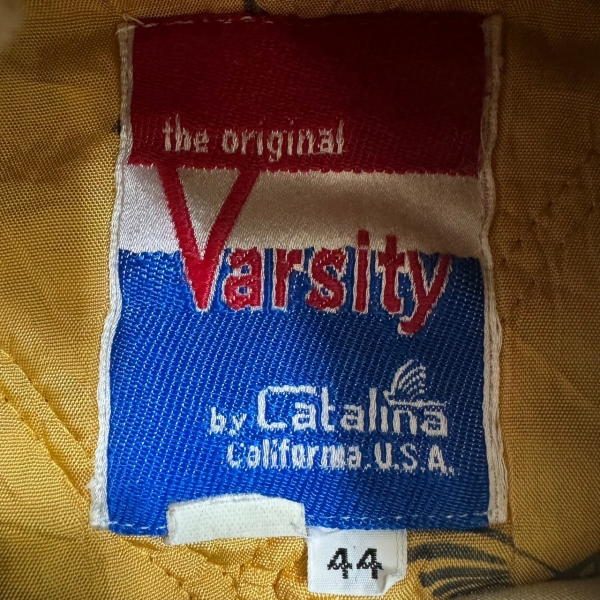 the original
Varsity
by Catalina
California, U.S.A.
44